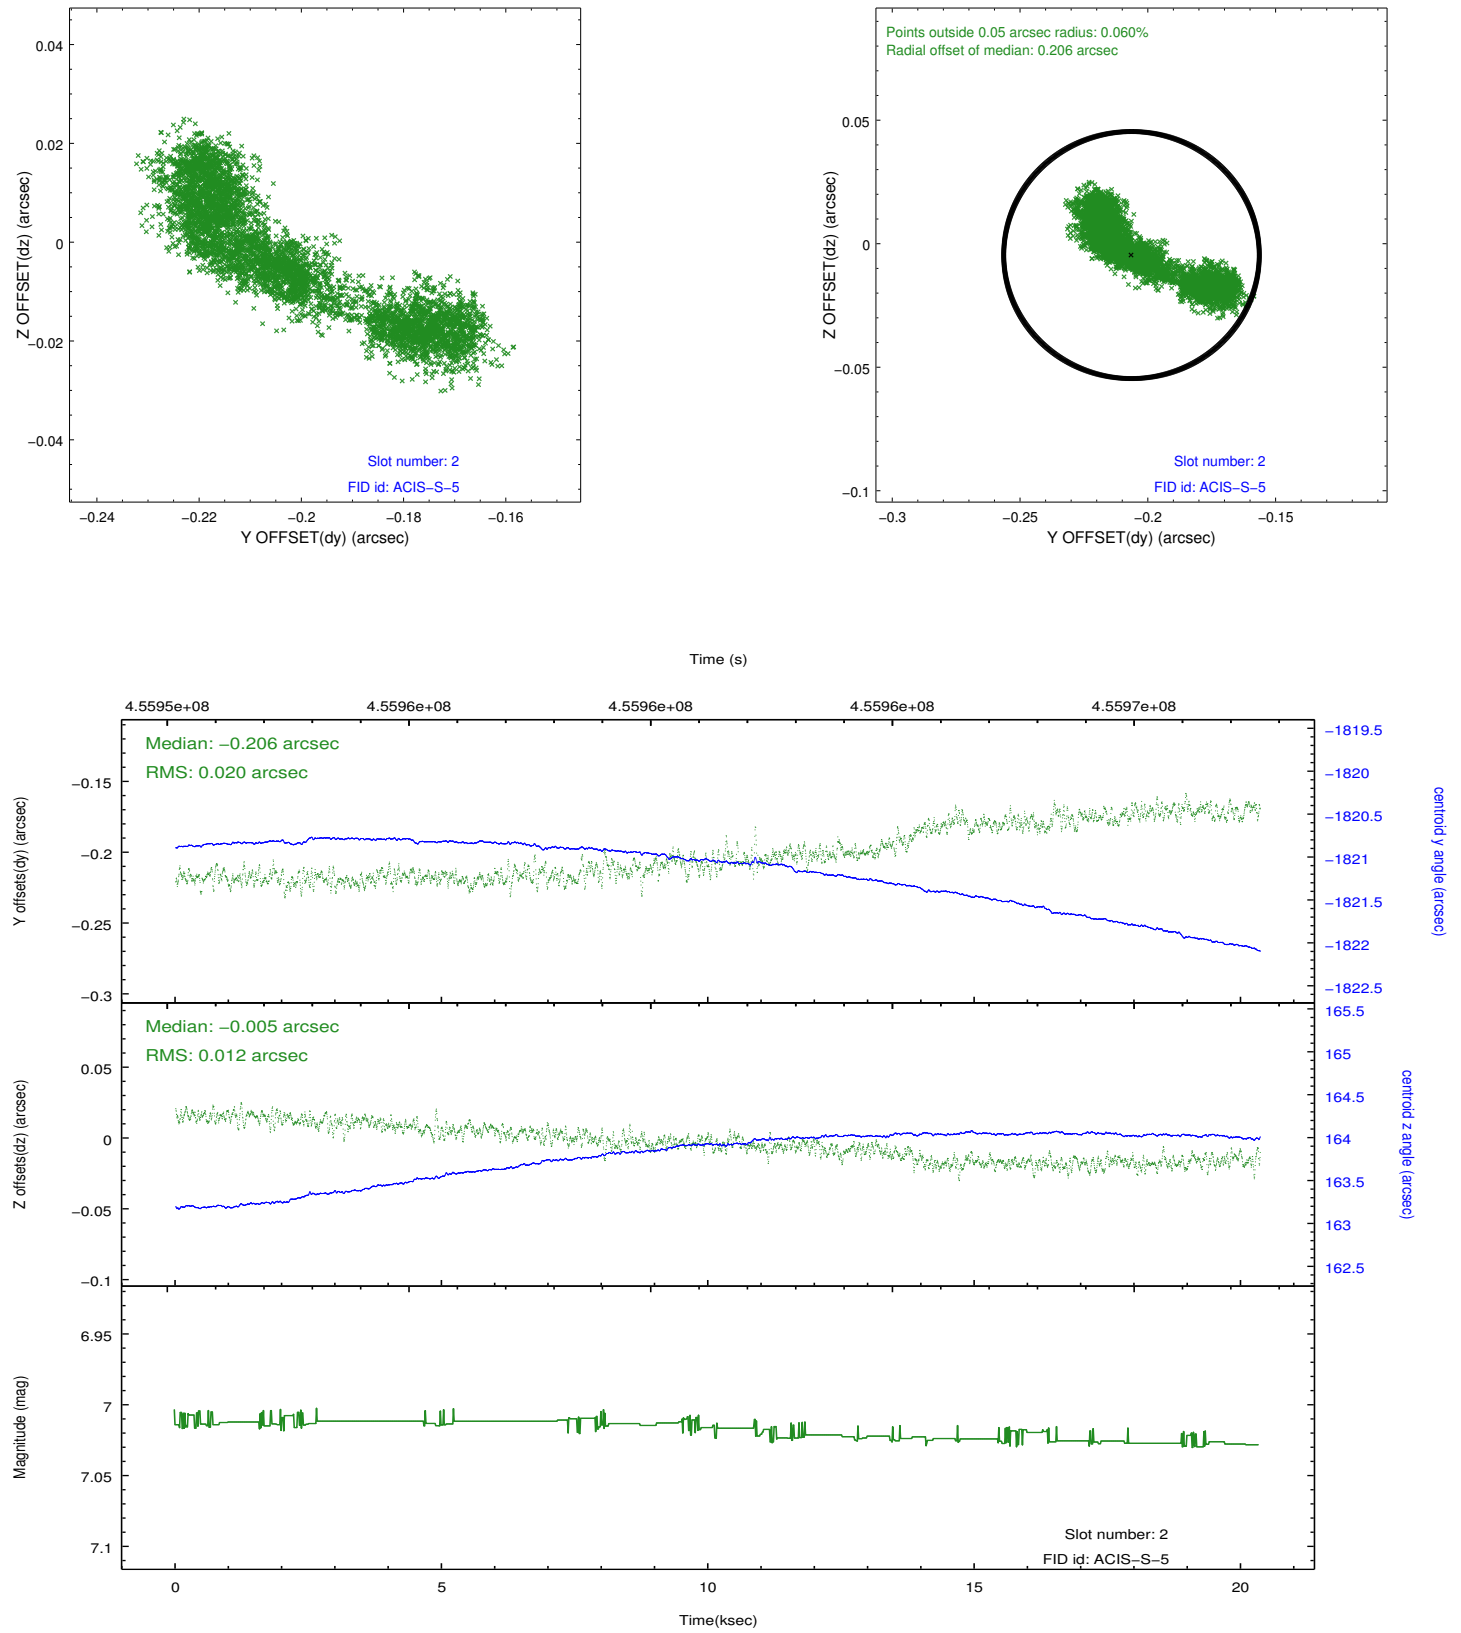 0.04
0.02
0
−0.02
−0.04
Z OFFSET(dz) (arcsec)
Slot number: 2
FID id: ACIS−S−5
−0.24
−0.22
−0.2
−0.18
−0.16
Y OFFSET(dy) (arcsec)
Points outside 0.05 arcsec radius: 0.060%
Radial offset of median: 0.206 arcsec
0.05
0
−0.05
−0.1
Z OFFSET(dz) (arcsec)
Slot number: 2
FID id: ACIS−S−5
−0.3
−0.25
−0.2
−0.15
Y OFFSET(dy) (arcsec)
Time (s)
4.5595e+08
4.5596e+08
4.5596e+08
4.5596e+08
4.5597e+08
Median: −0.206 arcsec
RMS: 0.020 arcsec
−0.15
−0.2
−0.25
−0.3
Y offsets(dy) (arcsec)
−1819.5
−1820
−1820.5
−1821
−1821.5
−1822
−1822.5
centroid y angle (arcsec)
Median: −0.005 arcsec
RMS: 0.012 arcsec
0.05
0
−0.05
−0.1
Z offsets(dz) (arcsec)
165.5
165
164.5
164
163.5
163
162.5
centroid z angle (arcsec)
6.95
7
7.05
7.1
Magnitude (mag)
Slot number: 2
FID id: ACIS−S−5
0
5
10
15
20
Time(ksec)